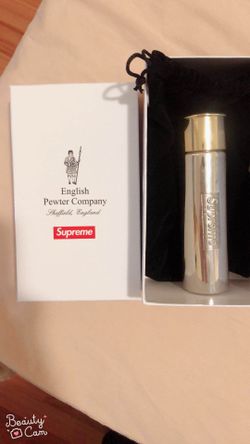 English
Pewter Company
Sheffield, England
Supreme
Supreme
Beauty
Cam